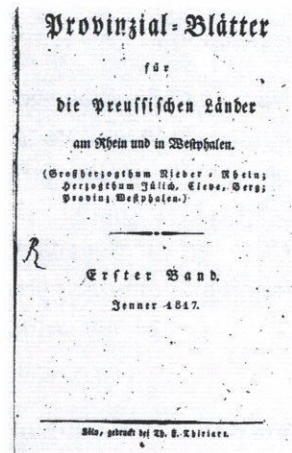 Provinzial-Blätter
für
die Preussischen Länder
am Rhein und in Westphalen.
(Großherzogthum Nieder-Rhein;
Herzogthum Jülich, Cleve, Berg;
Provinz Westphalen.)
R
Erster Band.
Jenner 1817.
Köln, gedruckt bei Th. F. Thiriart.